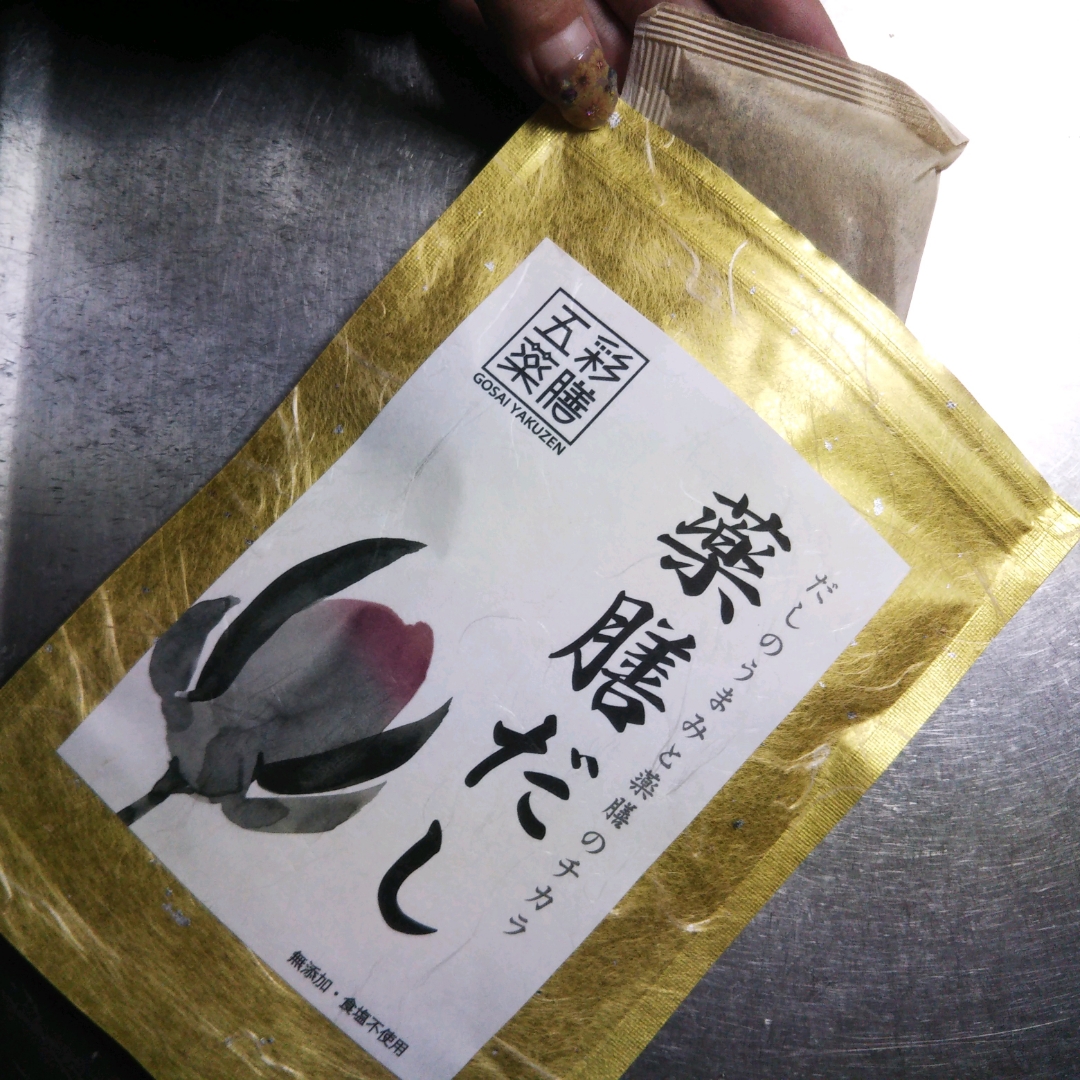 五彩
薬膳
GOSAI YAKUZEN
だしのうまみと薬膳のチカラ
薬膳だし
無添加・食塩不使用